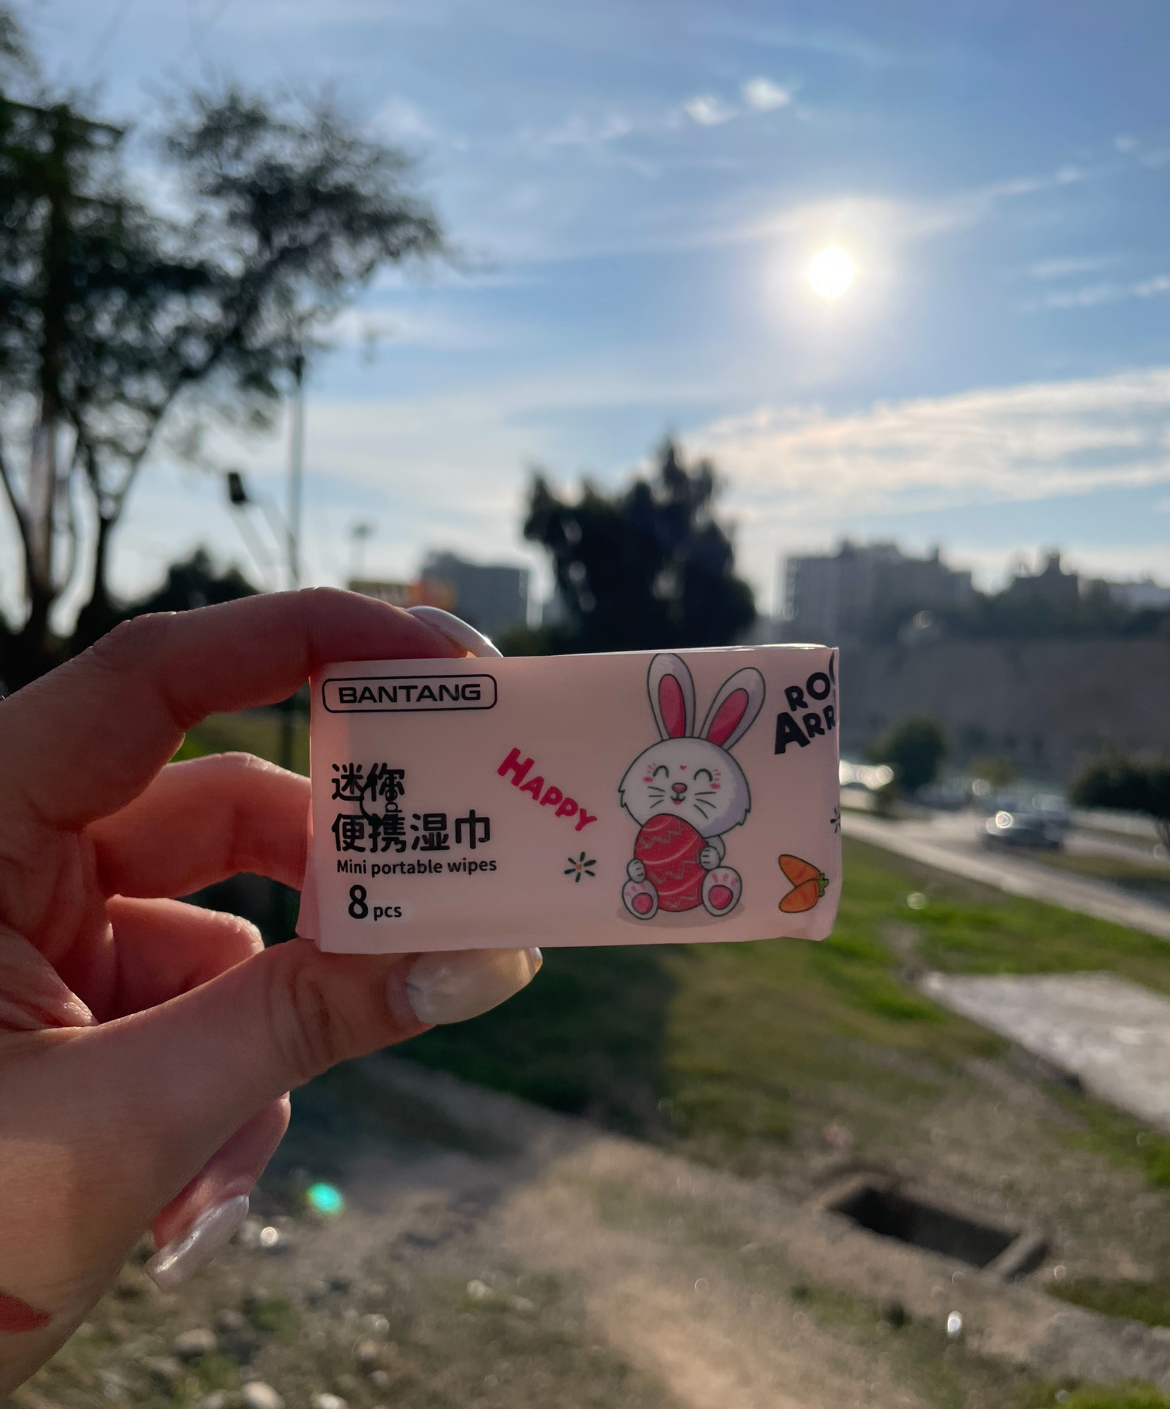 BANTANG
迷你
便携湿巾
Mini portable wipes
8 pcs
HAPPY